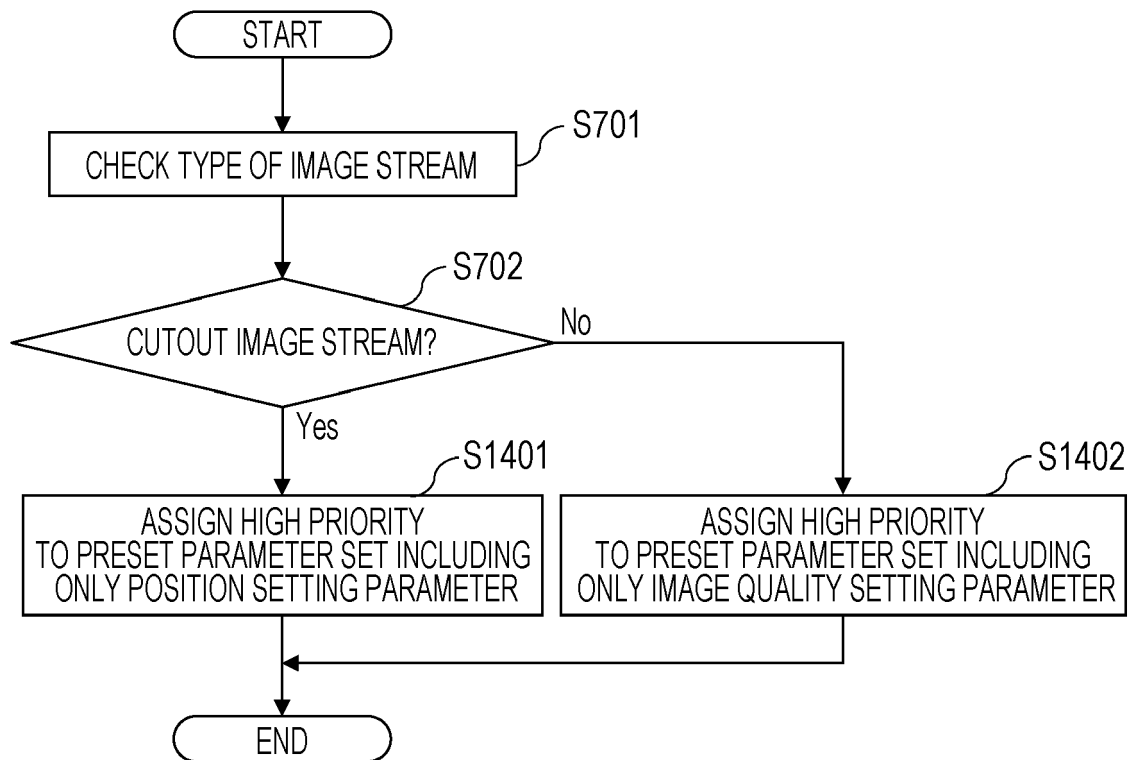 START
S701
CHECK TYPE OF IMAGE STREAM
S702
CUTOUT IMAGE STREAM?
No
Yes
S1401
ASSIGN HIGH PRIORITY
TO PRESET PARAMETER SET INCLUDING
ONLY POSITION SETTING PARAMETER
S1402
ASSIGN HIGH PRIORITY
TO PRESET PARAMETER SET INCLUDING
ONLY IMAGE QUALITY SETTING PARAMETER
END